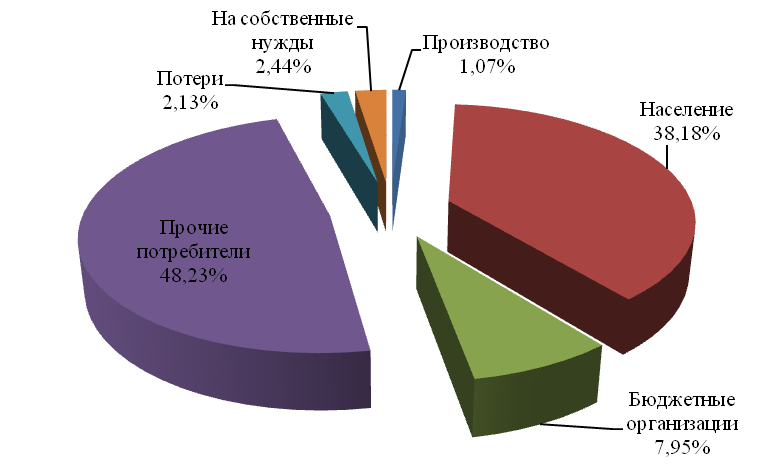 На собственные
нужды
2,44%
Производство
1,07%
Потери
2,13%
Население
38,18%
Прочие
потребители
48,23%
Бюджетные
организации
7,95%